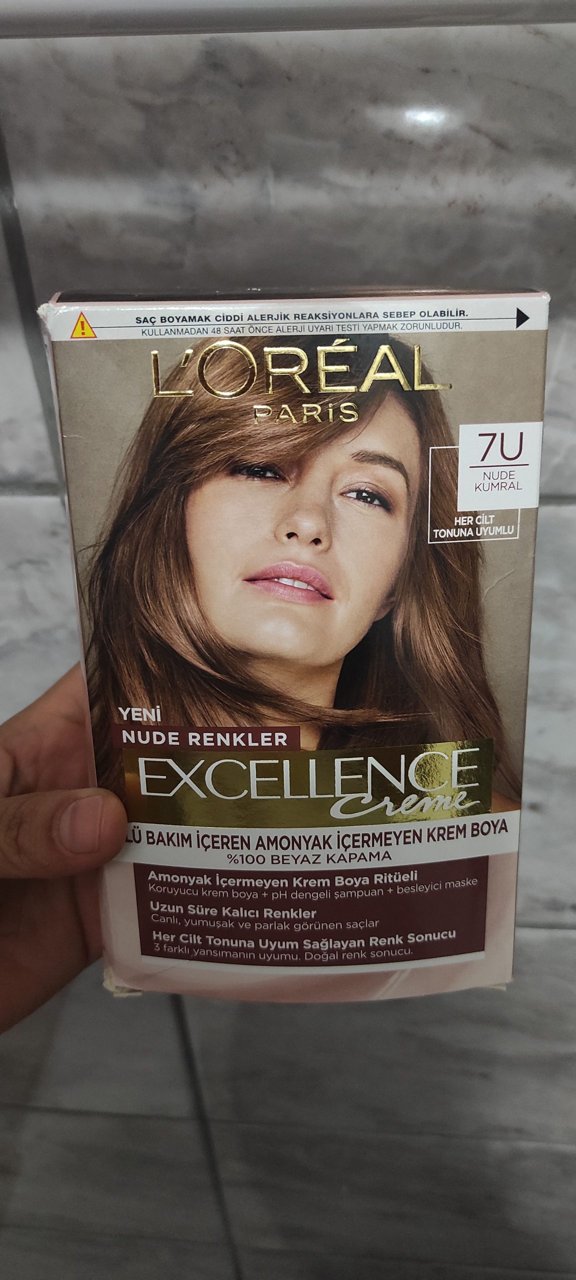 SAÇ BOYAMAK CİDDİ ALERJİK REAKSİYONLARA SEBEP OLABİLİR.
KULLANMADAN 48 SAAT ÖNCE ALERJİ UYARI TESTİ YAPMAK ZORUNLUDUR.
L'ORÉAL
PARİS
7U
NUDE
KUMRAL
HER CİLT
TONUNA UYUMLU
YENİ
NUDE RENKLER
EXCELLENCE
Creme
LÜ BAKIM İÇEREN AMONYAK İÇERMEYEN KREM BOYA
%100 BEYAZ KAPAMA
Amonyak İçermeyen Krem Boya Ritüeli
Koruyucu krem boya + pH dengeli şampuan + besleyici maske
Uzun Süre Kalıcı Renkler
Canlı, yumuşak ve parlak görünen saçlar
Her Cilt Tonuna Uyum Sağlayan Renk Sonucu
3 farklı yansımanın uyumu. Doğal renk sonucu.